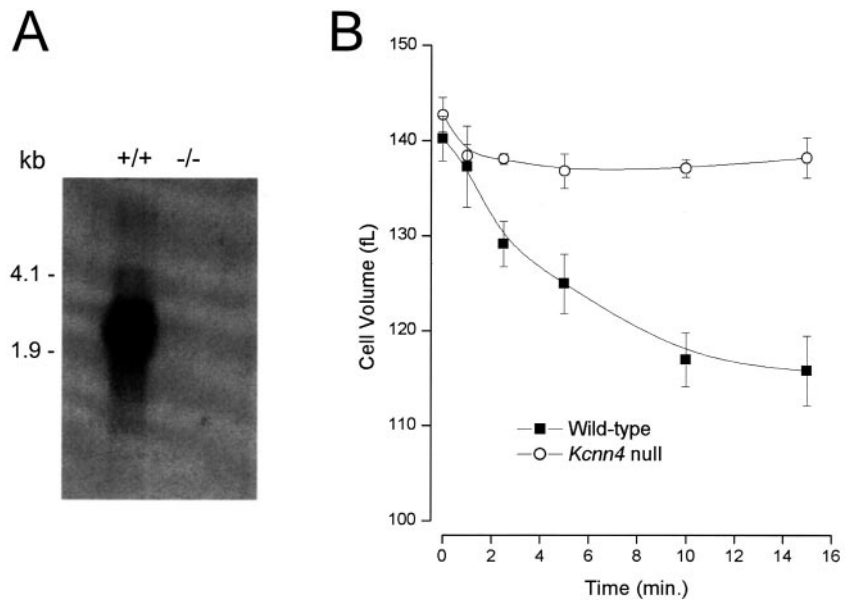 A
kb +/+ -/-
4.1 -
1.9 -
B
150
140
130
120
110
100
Cell Volume (fL)
Wild-type
Kcnn4 null
0 2 4 6 8 10 12 14 16
Time (min.)